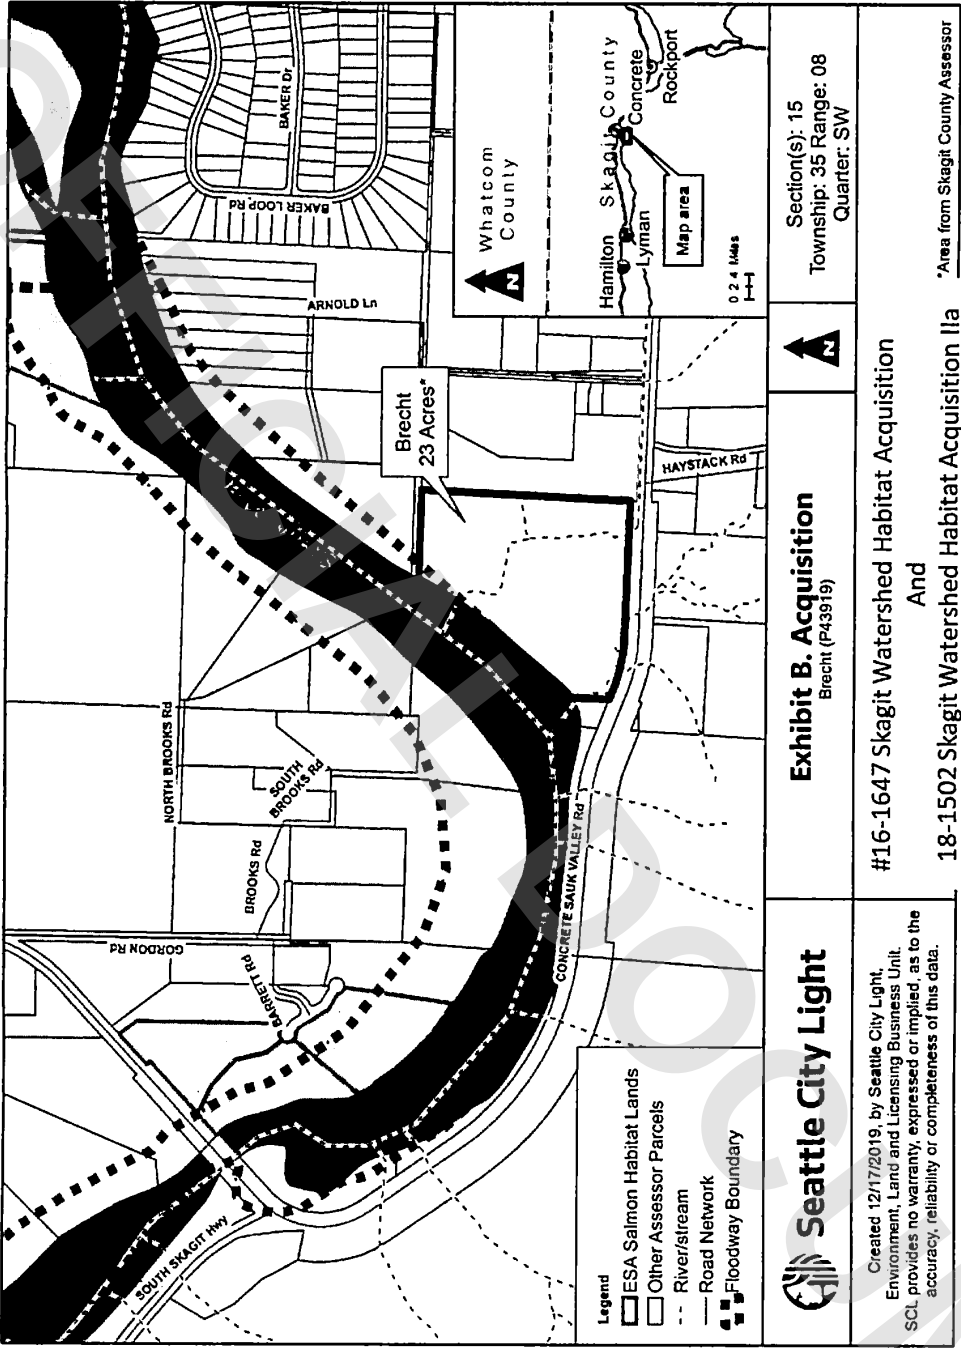 BAKER Dr
BAKER LOOP Rd
ARNOLD Ln
Brecht
23 Acres*
HAYSTACK Rd
NORTH BROOKS Rd
SOUTH
BROOKS Rd
BROOKS Rd
GORDON Rd
BARRETT Rd
CONCRETE SAUK VALLEY Rd
SOUTH SKAGIT Hwy
N
Whatcom
County
Skagit County
Hamilton
Lyman
Concrete
Rockport
Map area
0 2 4 Miles
Legend
ESA Salmon Habitat Lands
Other Assessor Parcels
River/stream
Road Network
Floodway Boundary
Seattle City Light
Exhibit B. Acquisition
Brecht (P43919)
N
Section(s): 15
Township: 35 Range: 08
Quarter: SW
Created 12/17/2019, by Seattle City Light,
Environment, Land and Licensing Business Unit.
SCL provides no warranty, expressed or implied, as to the
accuracy, reliability or completeness of this data.
#16-1647 Skagit Watershed Habitat Acquisition
And
18-1502 Skagit Watershed Habitat Acquisition IIa
*Area from Skagit County Assessor
OFFICIAL DOCUM